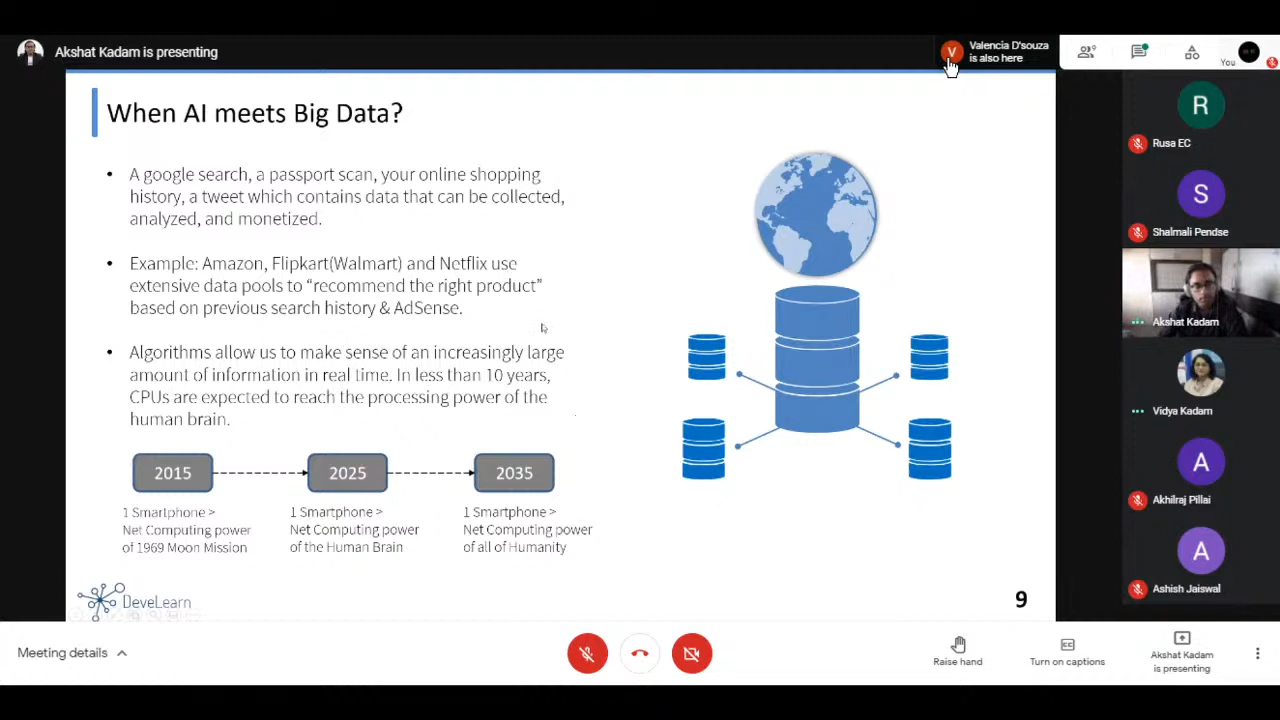 Akshat Kadam is presenting
V
Valencia D'souza
is also here
You
When AI meets Big Data?
• A google search, a passport scan, your online shopping
history, a tweet which contains data that can be collected,
analyzed, and monetized.
• Example: Amazon, Flipkart(Walmart) and Netflix use
extensive data pools to “recommend the right product”
based on previous search history & AdSense.
• Algorithms allow us to make sense of an increasingly large
amount of information in real time. In less than 10 years,
CPUs are expected to reach the processing power of the
human brain.
2015
2025
2035
1 Smartphone >
Net Computing power
of 1969 Moon Mission
1 Smartphone >
Net Computing power
of the Human Brain
1 Smartphone >
Net Computing power
of all of Humanity
DeveLearn
9
R
Rusa EC
S
Shalmali Pendse
Akshat Kadam
Vidya Kadam
A
Akhilraj Pillai
A
Ashish Jaiswal
Meeting details
Raise hand
CC
Turn on captions
Akshat Kadam
is presenting